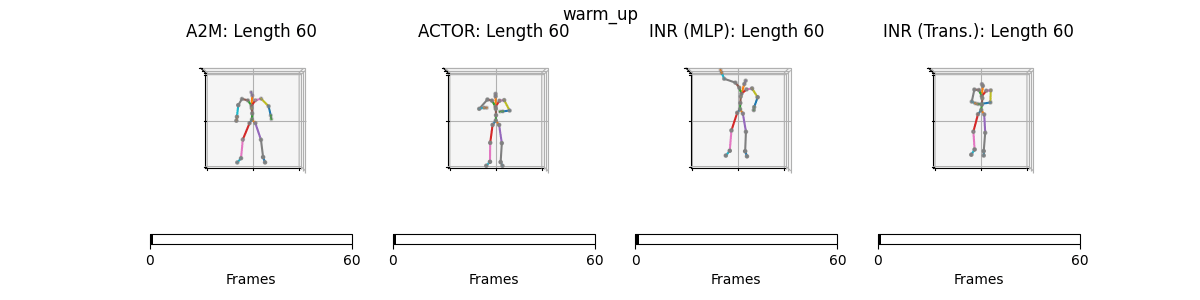 warm_up
A2M: Length 60
ACTOR: Length 60
INR (MLP): Length 60
INR (Trans.): Length 60
0 60
Frames
0 60
Frames
0 60
Frames
0 60
Frames